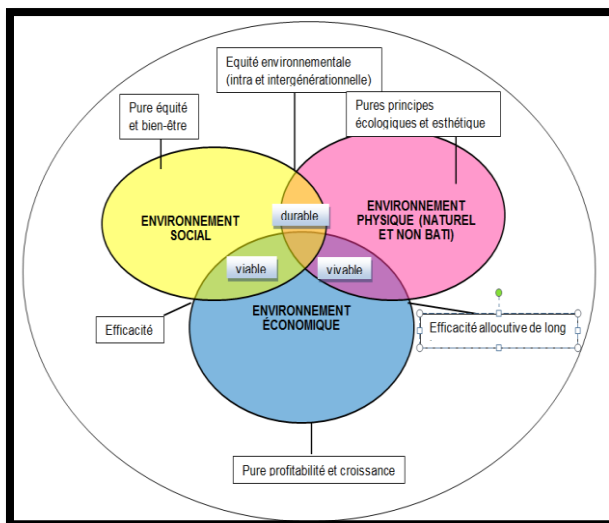 Equité environnementale
(intra et intergénérationnelle)
Pure équité
et bien-être
Pures principes
écologiques et esthétique
durable
ENVIRONNEMENT
SOCIAL
ENVIRONNEMENT
PHYSIQUE (NATUREL
ET NON BATI)
viable
vivable
ENVIRONNEMENT
ÉCONOMIQUE
Efficacité
Efficacité allocutive de long
Pure profitabilité et croissance